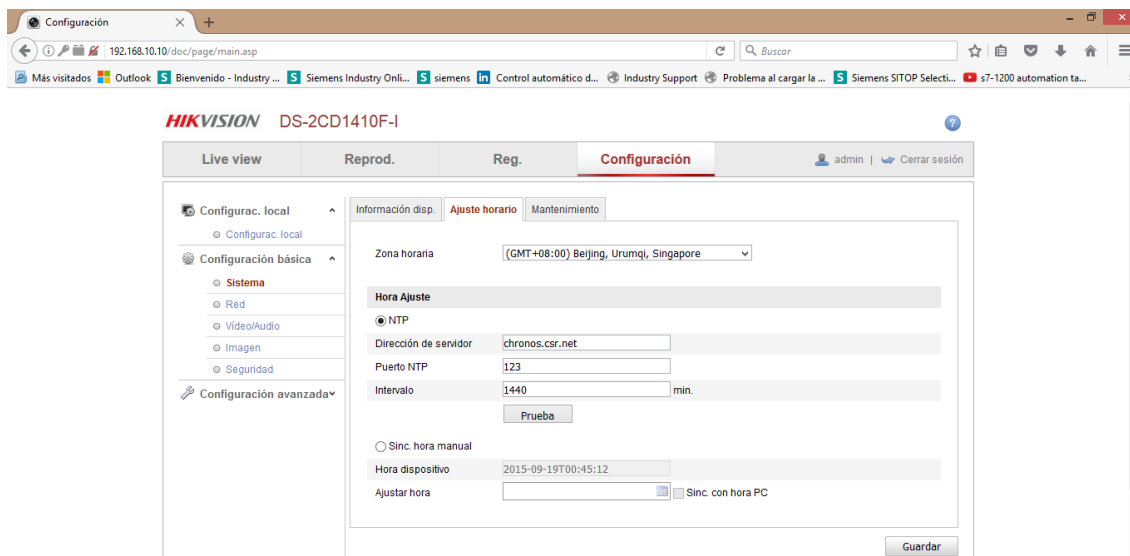 Configuración
192.168.10.10/doc/page/main.asp
Buscar
Más visitados Outlook Bienvenido - Industry ... Siemens Industry Onli... siemens Control automático d... Industry Support Problema al cargar la ... Siemens SITOP Selecti... s7-1200 automation ta...
HIKVISION DS-2CD1410F-I
Live view Reprod. Reg. Configuración admin | Cerrar sesión
Configurac. local
Configurac. local
Configuración básica
Sistema
Red
Vídeo/Audio
Imagen
Seguridad
Configuración avanzada
Información disp. Ajuste horario Mantenimiento
Zona horaria (GMT+08:00) Beijing, Urumqi, Singapore
Hora Ajuste
NTP
Dirección de servidor chronos.csr.net
Puerto NTP 123
Intervalo 1440 min.
Prueba
Sinc. hora manual
Hora dispositivo 2015-09-19T00:45:12
Ajustar hora Sinc. con hora PC
Guardar